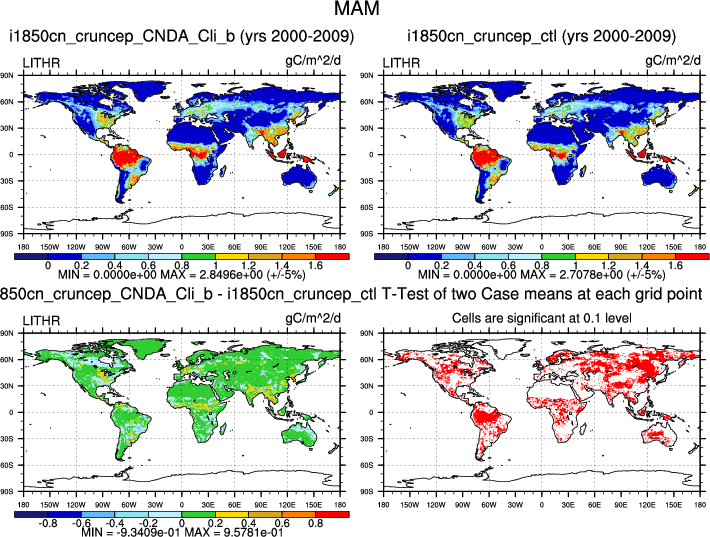 MAM
i1850cn_cruncep_CNDA_Cli_b (yrs 2000-2009)
i1850cn_cruncep_ctl (yrs 2000-2009)
LITHR gC/m^2/d
LITHR gC/m^2/d
90N
60N
30N
0
30S
60S
90S
180 150W 120W 90W 60W 30W 0 30E 60E 90E 120E 150E 180
90N
60N
30N
0
30S
60S
90S
180 150W 120W 90W 60W 30W 0 30E 60E 90E 120E 150E 180
0 0.2 0.4 0.6 0.8 1 1.2 1.4 1.6
MIN = 0.0000e+00 MAX = 2.8496e+00 (+/-5%)
0 0.2 0.4 0.6 0.8 1 1.2 1.4 1.6
MIN = 0.0000e+00 MAX = 2.7078e+00 (+/-5%)
850cn_cruncep_CNDA_Cli_b - i1850cn_cruncep_ctl
T-Test of two Case means at each grid point
LITHR gC/m^2/d
Cells are significant at 0.1 level
90N
60N
30N
0
30S
60S
90S
180 150W 120W 90W 60W 30W 0 30E 60E 90E 120E 150E 180
90N
60N
30N
0
30S
60S
90S
180 150W 120W 90W 60W 30W 0 30E 60E 90E 120E 150E 180
-0.8 -0.6 -0.4 -0.2 0 0.2 0.4 0.6 0.8
MIN = -9.3409e-01 MAX = 9.5781e-01